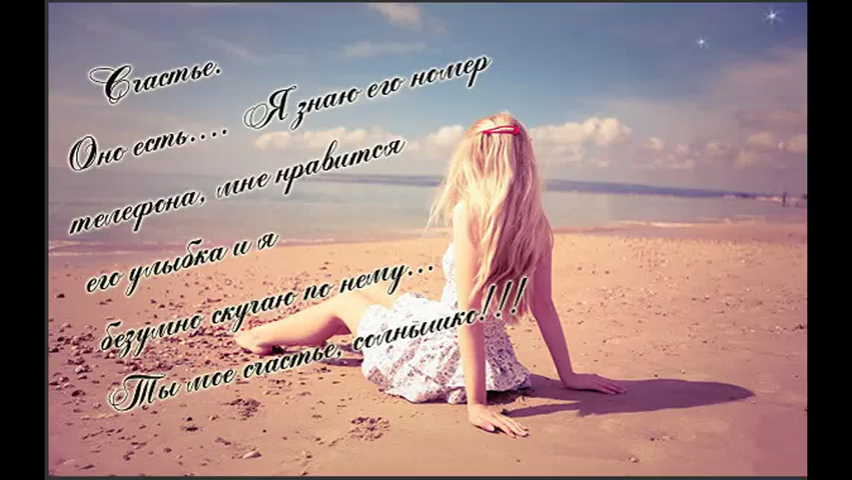 Счастье.
Оно есть.... Я знаю его номер
телефона, мне нравится
его улыбка и я
безумно скучаю по нему...
Ты мое счастье, солнышко!!!